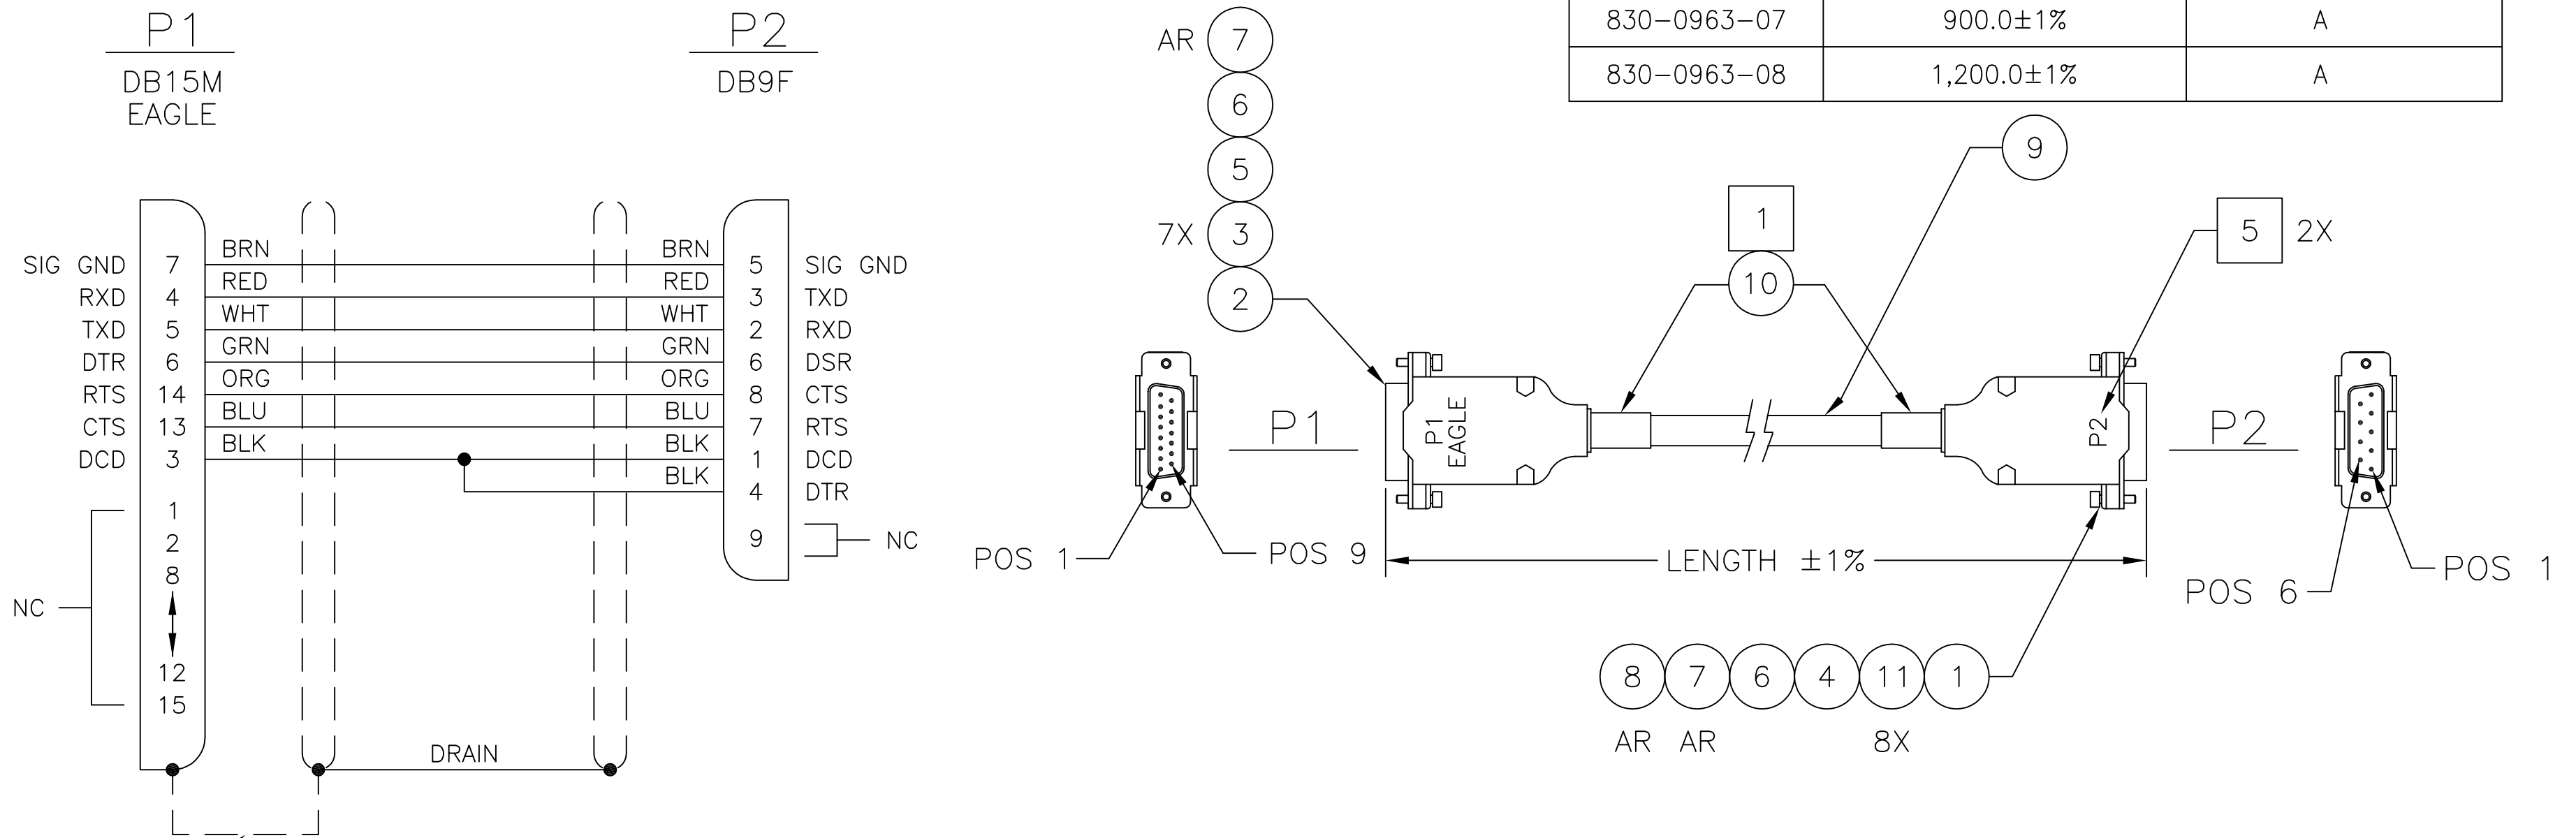 P1
DB15M
EAGLE
P2
DB9F
SIG GND 7 BRN BRN 5 SIG GND
RXD 4 RED RED 3 TXD
TXD 5 WHT WHT 2 RXD
DTR 6 GRN GRN 6 DSR
RTS 14 ORG ORG 8 CTS
CTS 13 BLU BLU 7 RTS
DCD 3 BLK BLK 1 DCD
BLK 4 DTR
1
2
8
12
15
NC
9 NC
DRAIN
830-0963-07 900.0±1% A
830-0963-08 1,200.0±1% A
AR 7
6
5
7X 3
2
9
1
10
5 2X
P1
POS 1
POS 9
P1
EAGLE
P2
P2
POS 6
POS 1
LENGTH ±1%
8 7 6 4 11 1
AR AR 8X